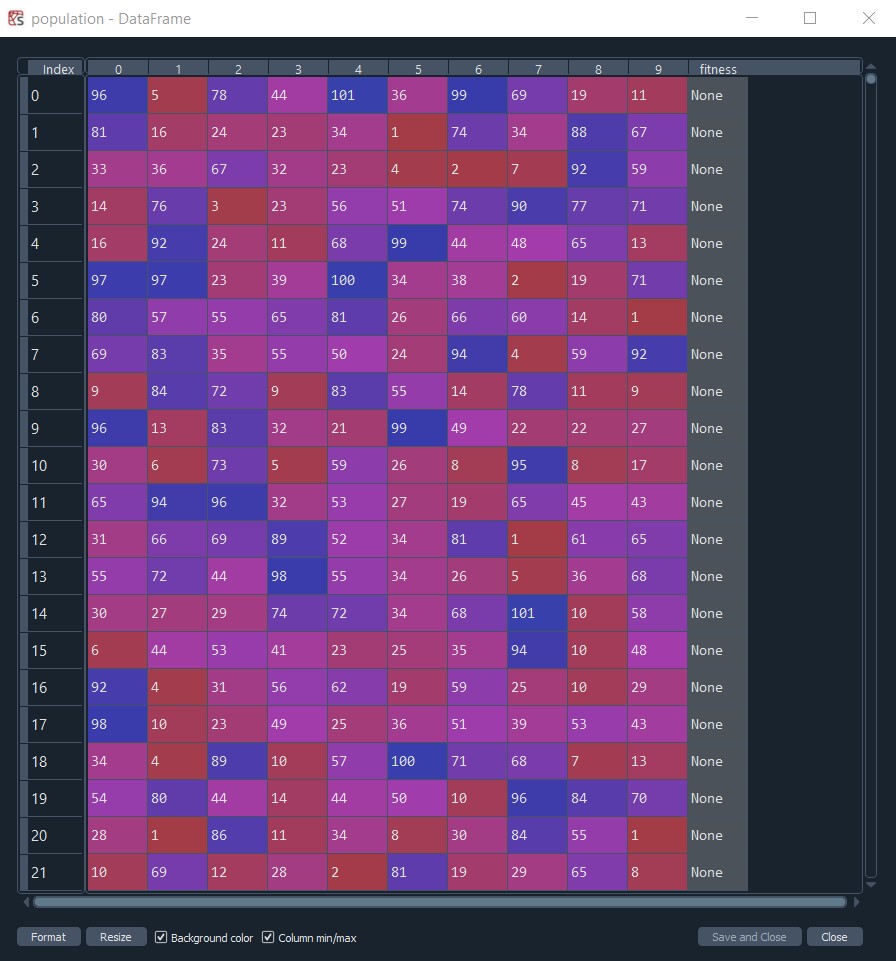 population - DataFrame
Index 0 1 2 3 4 5 6 7 8 9 fitness
0 96 5 78 44 101 36 99 69 19 11 None
1 81 16 24 23 34 1 74 34 88 67 None
2 33 36 67 32 23 4 2 7 92 59 None
3 14 76 3 23 56 51 74 90 77 71 None
4 16 92 24 11 68 99 44 48 65 13 None
5 97 97 23 39 100 34 38 2 19 71 None
6 80 57 55 65 81 26 66 60 14 1 None
7 69 83 35 55 50 24 94 4 59 92 None
8 9 84 72 9 83 55 14 78 11 9 None
9 96 13 83 32 21 99 49 22 22 27 None
10 30 6 73 5 59 26 8 95 8 17 None
11 65 94 96 32 53 27 19 65 45 43 None
12 31 66 69 89 52 34 81 1 61 65 None
13 55 72 44 98 55 34 26 5 36 68 None
14 30 27 29 74 72 34 68 101 10 58 None
15 6 44 53 41 23 25 35 94 10 48 None
16 92 4 31 56 62 19 59 25 10 29 None
17 98 10 23 49 25 36 51 39 53 43 None
18 34 4 89 10 57 100 71 68 7 13 None
19 54 80 44 14 44 50 10 96 84 70 None
20 28 1 86 11 34 8 30 84 55 1 None
21 10 69 12 28 2 81 19 29 65 8 None
Format Resize Background color Column min/max Save and Close Close